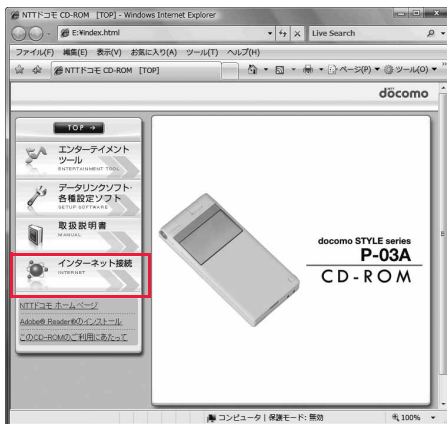 NTTドコモ CD-ROM [TOP] - Windows Internet Explorer
E:¥index.html
Live Search
ファイル(F) 編集(E) 表示(V) お気に入り(A) ツール(T) ヘルプ(H)
NTTドコモ CD-ROM [TOP]
ページ(P)
ツール(O)
döcomo
TOP →
エンターテイメント
ツール
ENTERTAINMENT TOOL
データリンクソフト・
各種設定ソフト
SETUP SOFTWARE
取扱説明書
MANUAL
インターネット接続
INTERNET
NTTドコモ ホームページ
Adobe® Reader®のインストール
このCD-ROMのご利用にあたって
docomo STYLE series
P-03A
CD-ROM
コンピュータ | 保護モード: 無効
100%